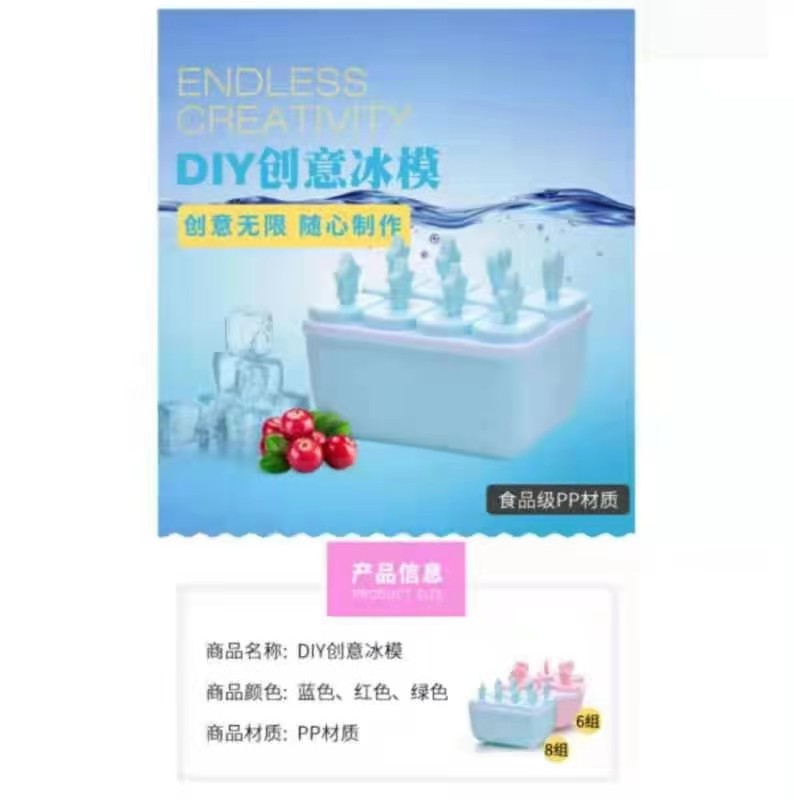 ENDLESS
CREATIVITY
DIY创意冰模
创意无限 随心制作
食品级PP材质
产品信息
PRODUCT SIZE
商品名称: DIY创意冰模
商品颜色: 蓝色、红色、绿色
商品材质: PP材质
6组
8组